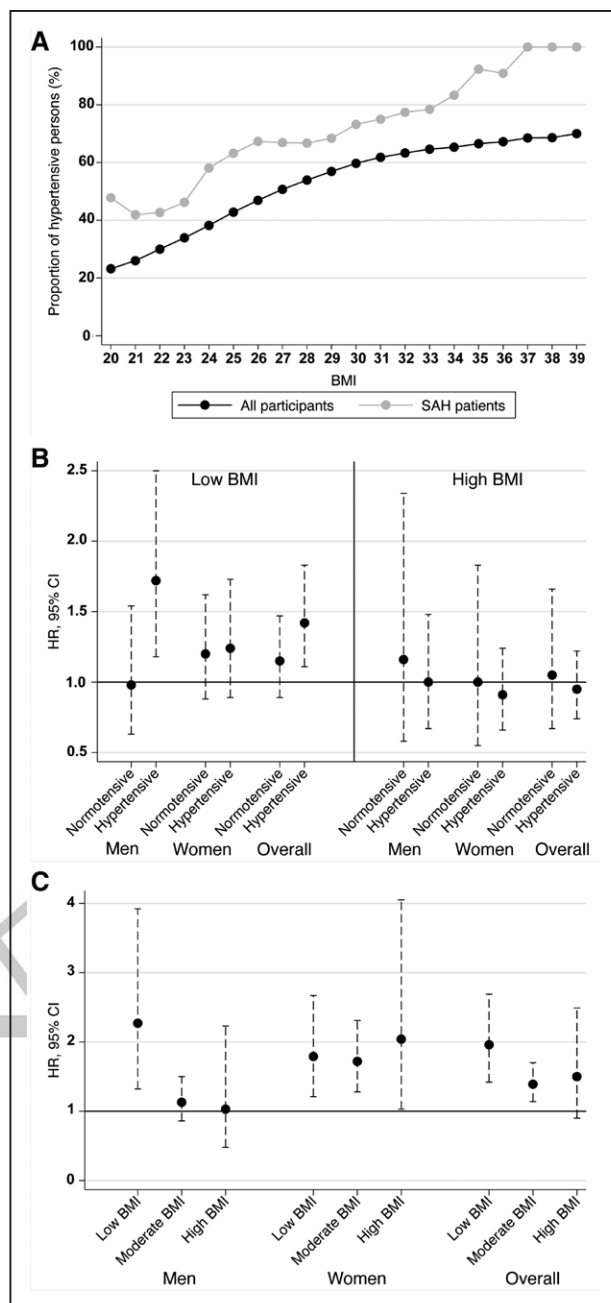 A
Proportion of hypertensive persons (%)
100
80
60
40
20
0
20 21 22 23 24 25 26 27 28 29 30 31 32 33 34 35 36 37 38 39
BMI
All participants SAH patients
B
Low BMI High BMI
HR, 95% CI
2.5
2.0
1.5
1.0
0.5
Normotensive Hypertensive Normotensive Hypertensive Normotensive Hypertensive Normotensive Hypertensive Normotensive Hypertensive Normotensive Hypertensive
Men Women Overall Men Women Overall
C
HR, 95% CI
4
3
2
1
0
Low BMI Moderate BMI High BMI Low BMI Moderate BMI High BMI Low BMI Moderate BMI High BMI
Men Women Overall